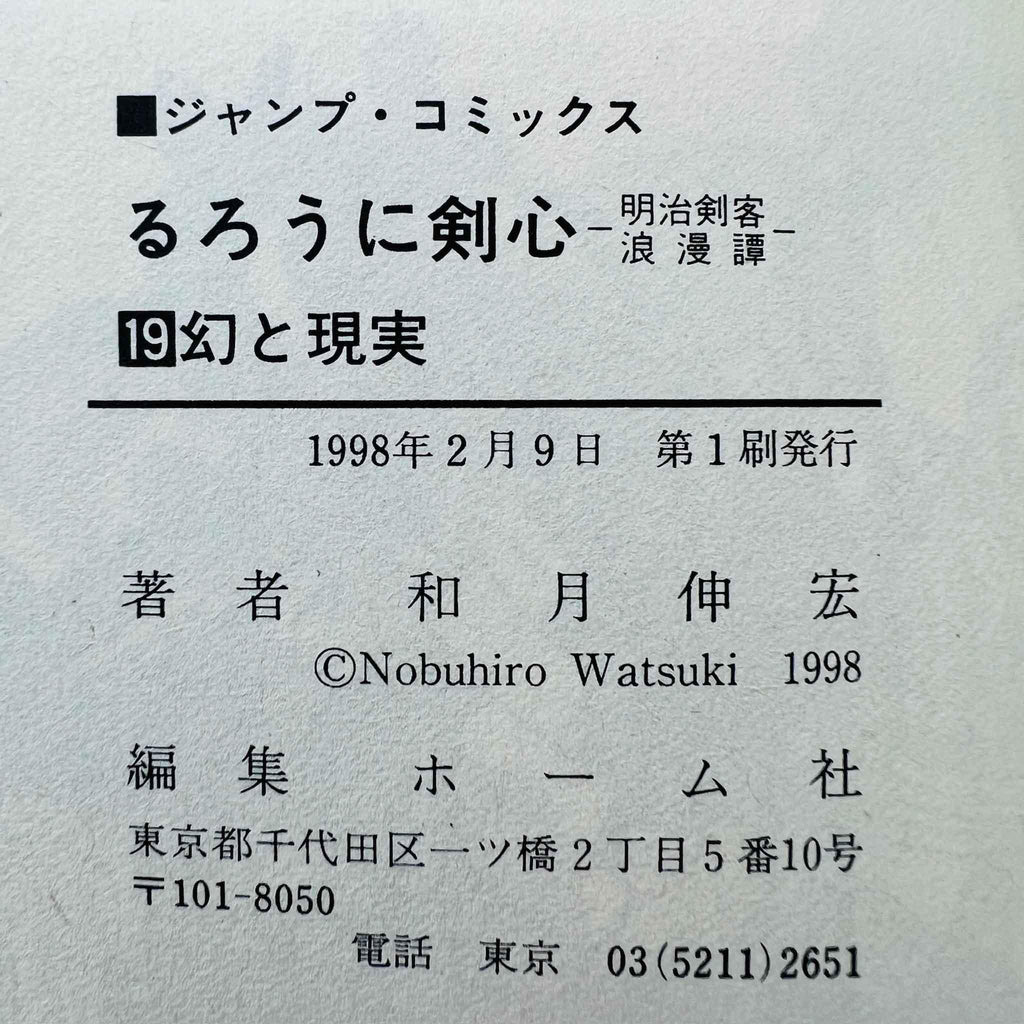 ■ジャンプ・コミックス
るろうに剣心－明治剣客浪漫譚－
19幻と現実
1998年2月9日 第1刷発行
著者 和月伸宏
©Nobuhiro Watsuki 1998
編集 ホーム社
東京都千代田区一ツ橋2丁目5番10号
〒101-8050
電話 東京 03(5211)2651